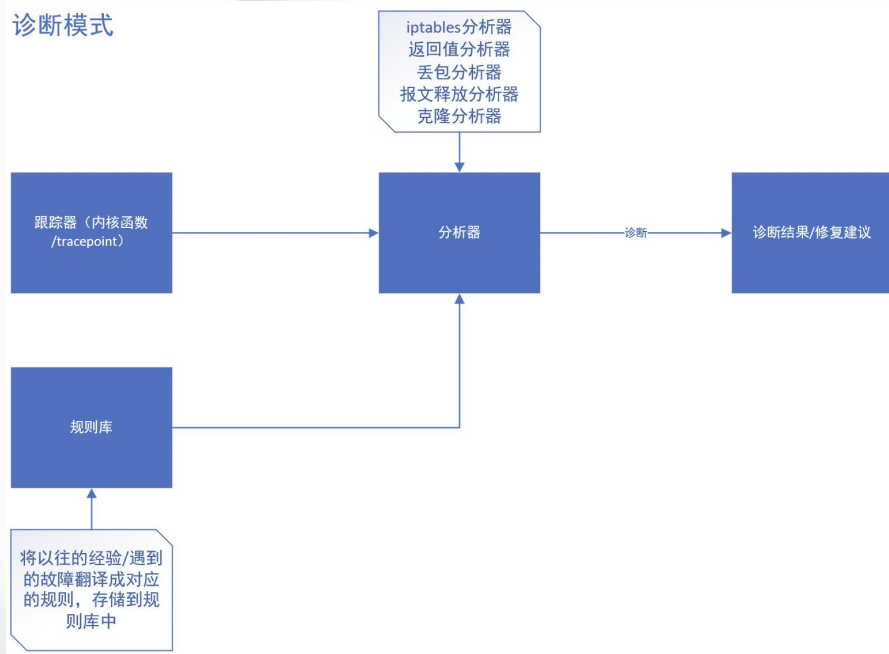 诊断模式
iptables分析器
返回值分析器
丢包分析器
报文释放分析器
克隆分析器
跟踪器（内核函数
/tracepoint）
分析器
诊断
诊断结果/修复建议
规则库
将以往的经验/遇到
的故障翻译成对应
的规则，存储到规
则库中